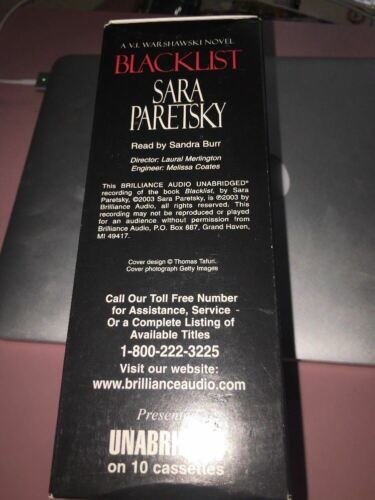 A V.I. WARSHAWSKI NOVEL
BLACKLIST
SARA
PARETSKY
Read by Sandra Burr
Director: Laural Merlington
Engineer: Melissa Coates
This BRILLIANCE AUDIO UNABRIDGED®
recording of the book Blacklist, by Sara
Paretsky, ©2003 Sara Paretsky, is ℗2003 by
Brilliance Audio, all rights reserved. This
recording may not be reproduced or played
for an audience without permission from
Brilliance Audio, P.O. Box 887, Grand Haven,
MI 49417.
Cover design © Thomas Tafuri.
Cover photograph Getty Images
Call Our Toll Free Number
for Assistance, Service -
Or a Complete Listing of
Available Titles
1-800-222-3225
Visit our website:
www.brillianceaudio.com
on 10 cassettes